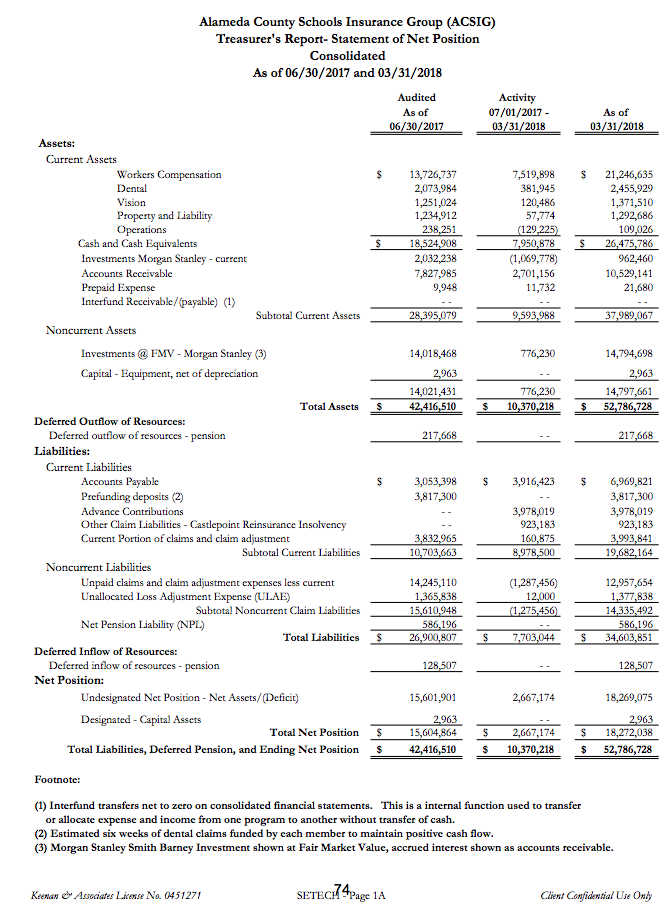 Alameda County Schools Insurance Group (ACSIG)
Treasurer's Report- Statement of Net Position
Consolidated
As of 06/30/2017 and 03/31/2018
Audited Activity
As of 07/01/2017 - As of
06/30/2017 03/31/2018 03/31/2018
Assets:
Current Assets
Workers Compensation $ 13,726,737 7,519,898 $ 21,246,635
Dental 2,073,984 381,945 2,455,929
Vision 1,251,024 120,486 1,371,510
Property and Liability 1,234,912 57,774 1,292,686
Operations 238,251 (129,225) 109,026
Cash and Cash Equivalents $ 18,524,908 7,950,878 $ 26,475,786
Investments Morgan Stanley - current 2,032,238 (1,069,778) 962,460
Accounts Receivable 7,827,985 2,701,156 10,529,141
Prepaid Expense 9,948 11,732 21,680
Interfund Receivable/(payable) (1) - - - - - -
Subtotal Current Assets 28,395,079 9,593,988 37,989,067
Noncurrent Assets
Investments @ FMV - Morgan Stanley (3) 14,018,468 776,230 14,794,698
Capital - Equipment, net of depreciation 2,963 - - 2,963
14,021,431 776,230 14,797,661
Total Assets $ 42,416,510 $ 10,370,218 $ 52,786,728
Deferred Outflow of Resources:
Deferred outflow of resources - pension 217,668 - - 217,668
Liabilities:
Current Liabilities
Accounts Payable $ 3,053,398 $ 3,916,423 $ 6,969,821
Prefunding deposits (2) 3,817,300 - - 3,817,300
Advance Contributions - - 3,978,019 3,978,019
Other Claim Liabilities - Castlepoint Reinsurance Insolvency - - 923,183 923,183
Current Portion of claims and claim adjustment 3,832,965 160,875 3,993,841
Subtotal Current Liabilities 10,703,663 8,978,500 19,682,164
Noncurrent Liabilities
Unpaid claims and claim adjustment expenses less current 14,245,110 (1,287,456) 12,957,654
Unallocated Loss Adjustment Expense (ULAE) 1,365,838 12,000 1,377,838
Subtotal Noncurrent Claim Liabilities 15,610,948 (1,275,456) 14,335,492
Net Pension Liability (NPL) 586,196 - - 586,196
Total Liabilities $ 26,900,807 $ 7,703,044 $ 34,603,851
Deferred Inflow of Resources:
Deferred inflow of resources - pension 128,507 - - 128,507
Net Position:
Undesignated Net Position - Net Assets/(Deficit) 15,601,901 2,667,174 18,269,075
Designated - Capital Assets 2,963 - - 2,963
Total Net Position $ 15,604,864 $ 2,667,174 $ 18,272,038
Total Liabilities, Deferred Pension, and Ending Net Position $ 42,416,510 $ 10,370,218 $ 52,786,728
Footnote:
(1) Interfund transfers net to zero on consolidated financial statements. This is a internal function used to transfer
or allocate expense and income from one program to another without transfer of cash.
(2) Estimated six weeks of dental claims funded by each member to maintain positive cash flow.
(3) Morgan Stanley Smith Barney Investment shown at Fair Market Value, accrued interest shown as accounts receivable.
74
Keenan & Associates License No. 0451271 SETECH - Page 1A Client Confidential Use Only